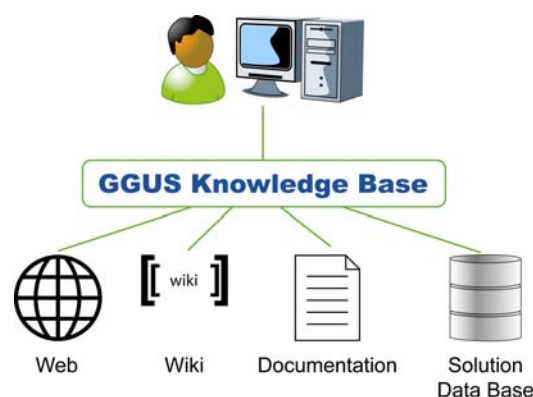 GGUS Knowledge Base
wiki
Web
Wiki
Documentation
Solution
Data Base